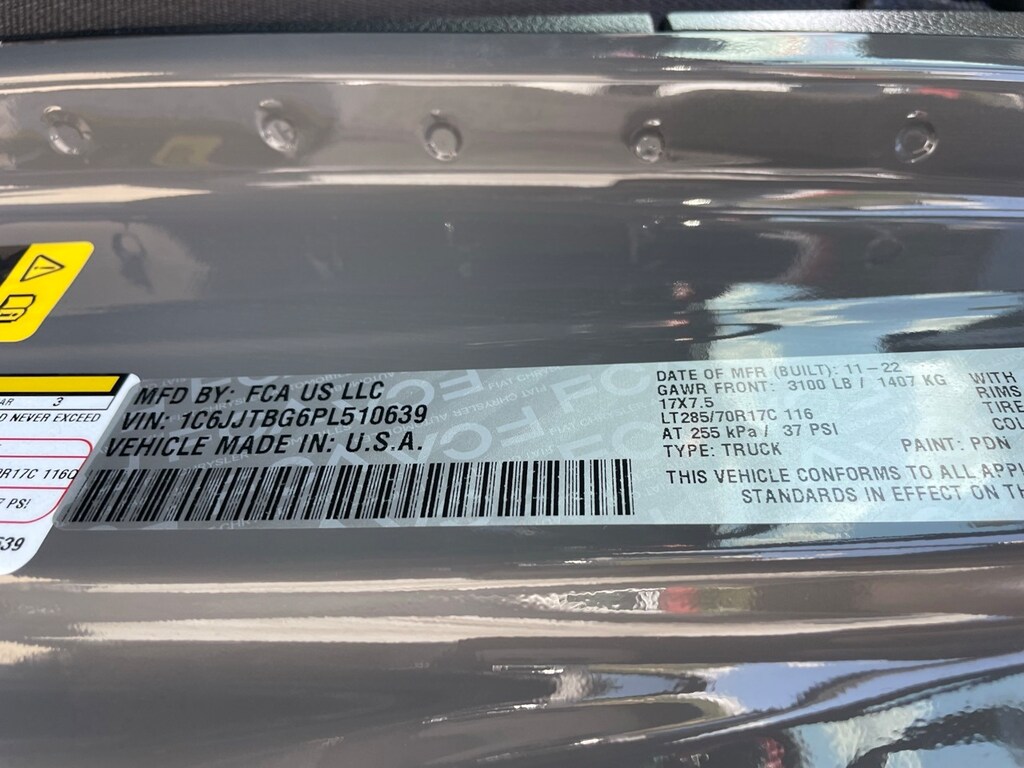 MFD BY: FCA US LLC
VIN: 1C6JJTBG6PL510639
VEHICLE MADE IN: U.S.A.
DATE OF MFR (BUILT): 11-22
GAWR FRONT: 3100 LB / 1407 KG WITH
17X7.5 RIMS
LT285/70R17C 116 TIRE
AT 255 kPa / 37 PSI COL
TYPE: TRUCK PAINT: PDN
THIS VEHICLE CONFORMS TO ALL APPL
STANDARDS IN EFFECT ON TH
AR 3
D NEVER EXCEED
0R17C 116Q
7 PSI
539